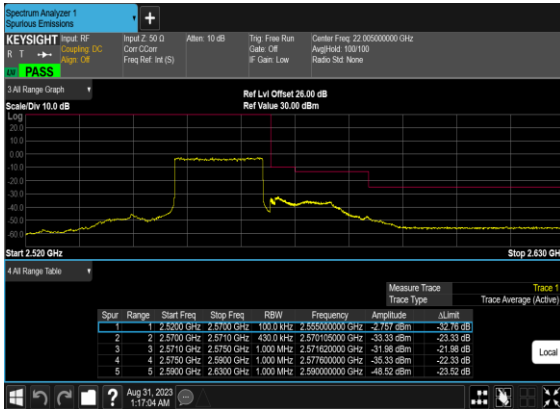 Spectrum Analyzer 1
Spurious Emissions
+
KEYSIGHT Input: RF Input Z: 50 Ω Atten: 10 dB Trig: Free Run Center Freq: 22.005000000 GHz
R T Coupling: DC Corr CCorr Gate: Off Avg|Hold: 100/100
Align: Off Freq Ref: Int (S) IF Gain: Low Radio Std: None
PASS
3 All Range Graph
Scale/Div 10.0 dB Ref Lvl Offset 26.00 dB
Ref Value 30.00 dBm
Log
20.0
10.0
0.00
-10.0
-20.0
-30.0
-40.0
-50.0
-60.0
Start 2.520 GHz Stop 2.630 GH
4 All Range Table
Measure Trace Trace 1
Trace Type Trace Average (Active)
Spur Range Start Freq Stop Freq RBW Frequency Amplitude ΔLimit
1 1 2.5200 GHz 2.5700 GHz 100.0 kHz 2.555000000 GHz -2.757 dBm -32.76 dB
2 2 2.5700 GHz 2.5710 GHz 430.0 kHz 2.570105000 GHz -33.33 dBm -23.33 dB
3 3 2.5710 GHz 2.5750 GHz 1.000 MHz 2.571620000 GHz -31.98 dBm -21.98 dB
4 4 2.5750 GHz 2.5900 GHz 1.000 MHz 2.577600000 GHz -35.33 dBm -22.33 dB
5 5 2.5900 GHz 2.6300 GHz 1.000 MHz 2.590000000 GHz -48.52 dBm -23.52 dB
Local
? Aug 31, 2023
1:17:04 AM